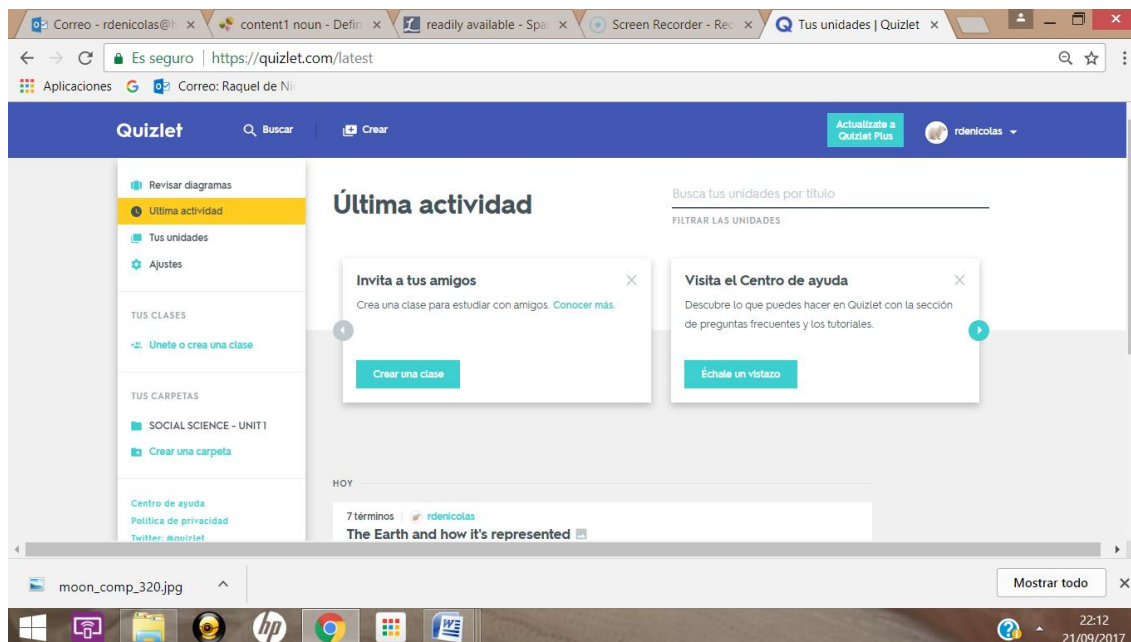 Correo - rdenicolas@h
content1 noun - Defin
readily available - Spa
Screen Recorder - Rec
Tus unidades | Quizlet
Es seguro | https://quizlet.com/latest
Aplicaciones
Correo: Raquel de Ni
Quizlet
Buscar
Crear
Actualízate a
Quizlet Plus
rdenicolas
Revisar diagramas
Última actividad
Tus unidades
Ajustes
TUS CLASES
Únete o crea una clase
TUS CARPETAS
SOCIAL SCIENCE - UNIT 1
Crear una carpeta
Centro de ayuda
Política de privacidad
Twitter: @quizlet
Última actividad
Busca tus unidades por título
FILTRAR LAS UNIDADES
Invita a tus amigos
Crea una clase para estudiar con amigos. Conocer más.
Crear una clase
Visita el Centro de ayuda
Descubre lo que puedes hacer en Quizlet con la sección
de preguntas frecuentes y los tutoriales.
Échale un vistazo
HOY
7 términos
rdenicolas
The Earth and how it's represented
moon_comp_320.jpg
Mostrar todo
hp
22:12
21/09/2017